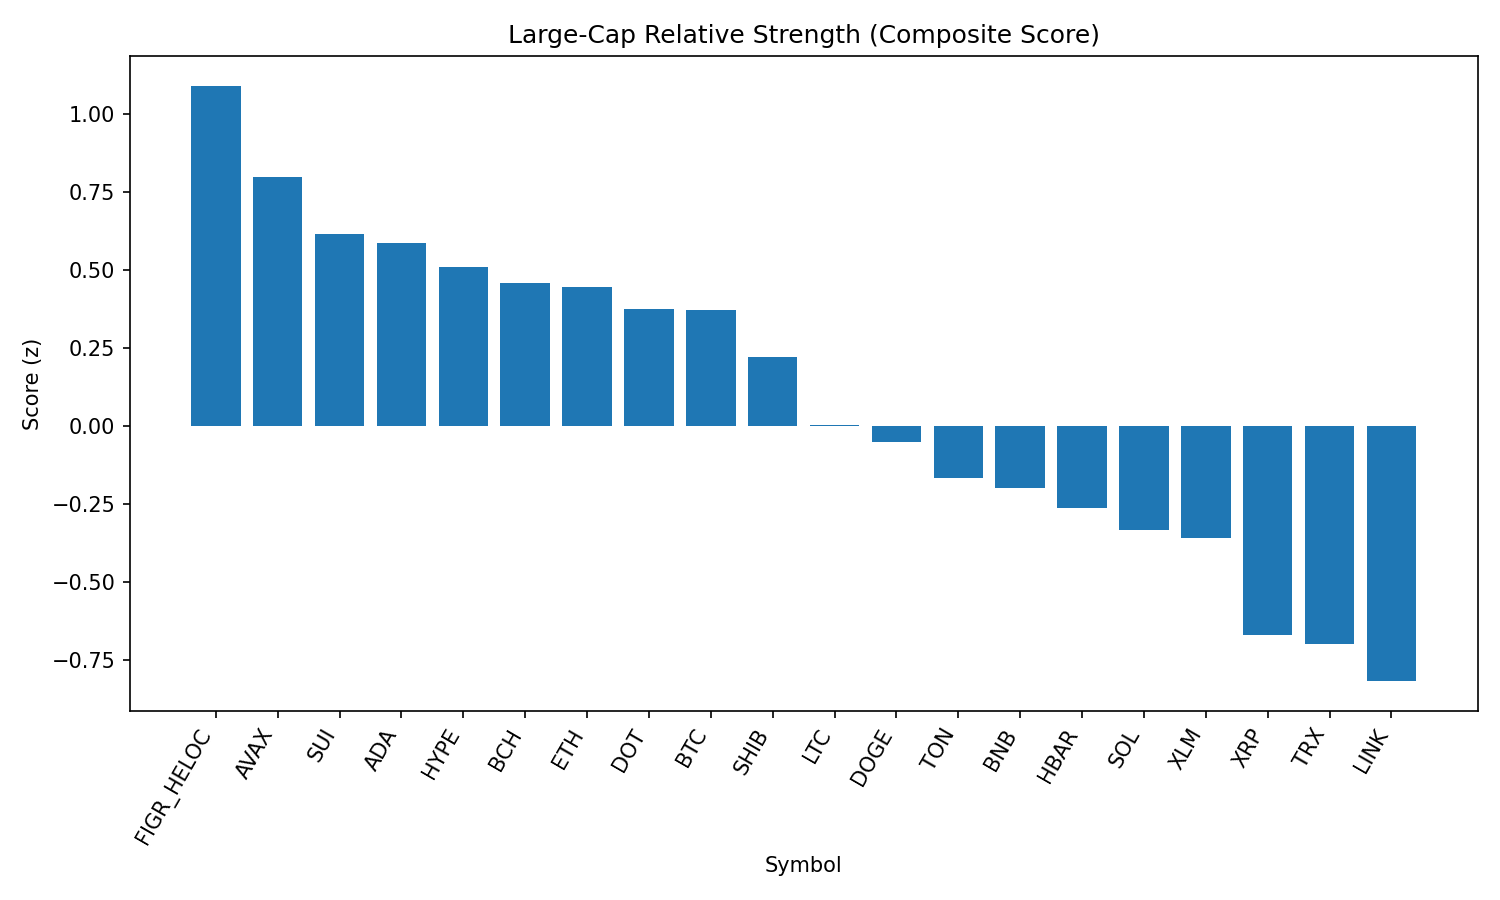 Large-Cap Relative Strength (Composite Score)
Score (z)
1.00
0.75
0.50
0.25
0.00
−0.25
−0.50
−0.75
FIGR_HELOC
AVAX
SUI
ADA
HYPE
BCH
ETH
DOT
BTC
SHIB
LTC
DOGE
TON
BNB
HBAR
SOL
XLM
XRP
TRX
LINK
Symbol